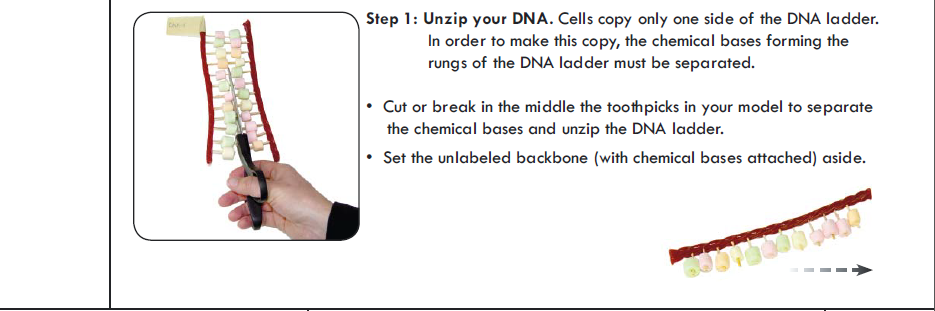 Step 1: Unzip your DNA. Cells copy only one side of the DNA ladder.
In order to make this copy, the chemical bases forming the
rungs of the DNA ladder must be separated.
• Cut or break in the middle the toothpicks in your model to separate
the chemical bases and unzip the DNA ladder.
• Set the unlabeled backbone (with chemical bases attached) aside.